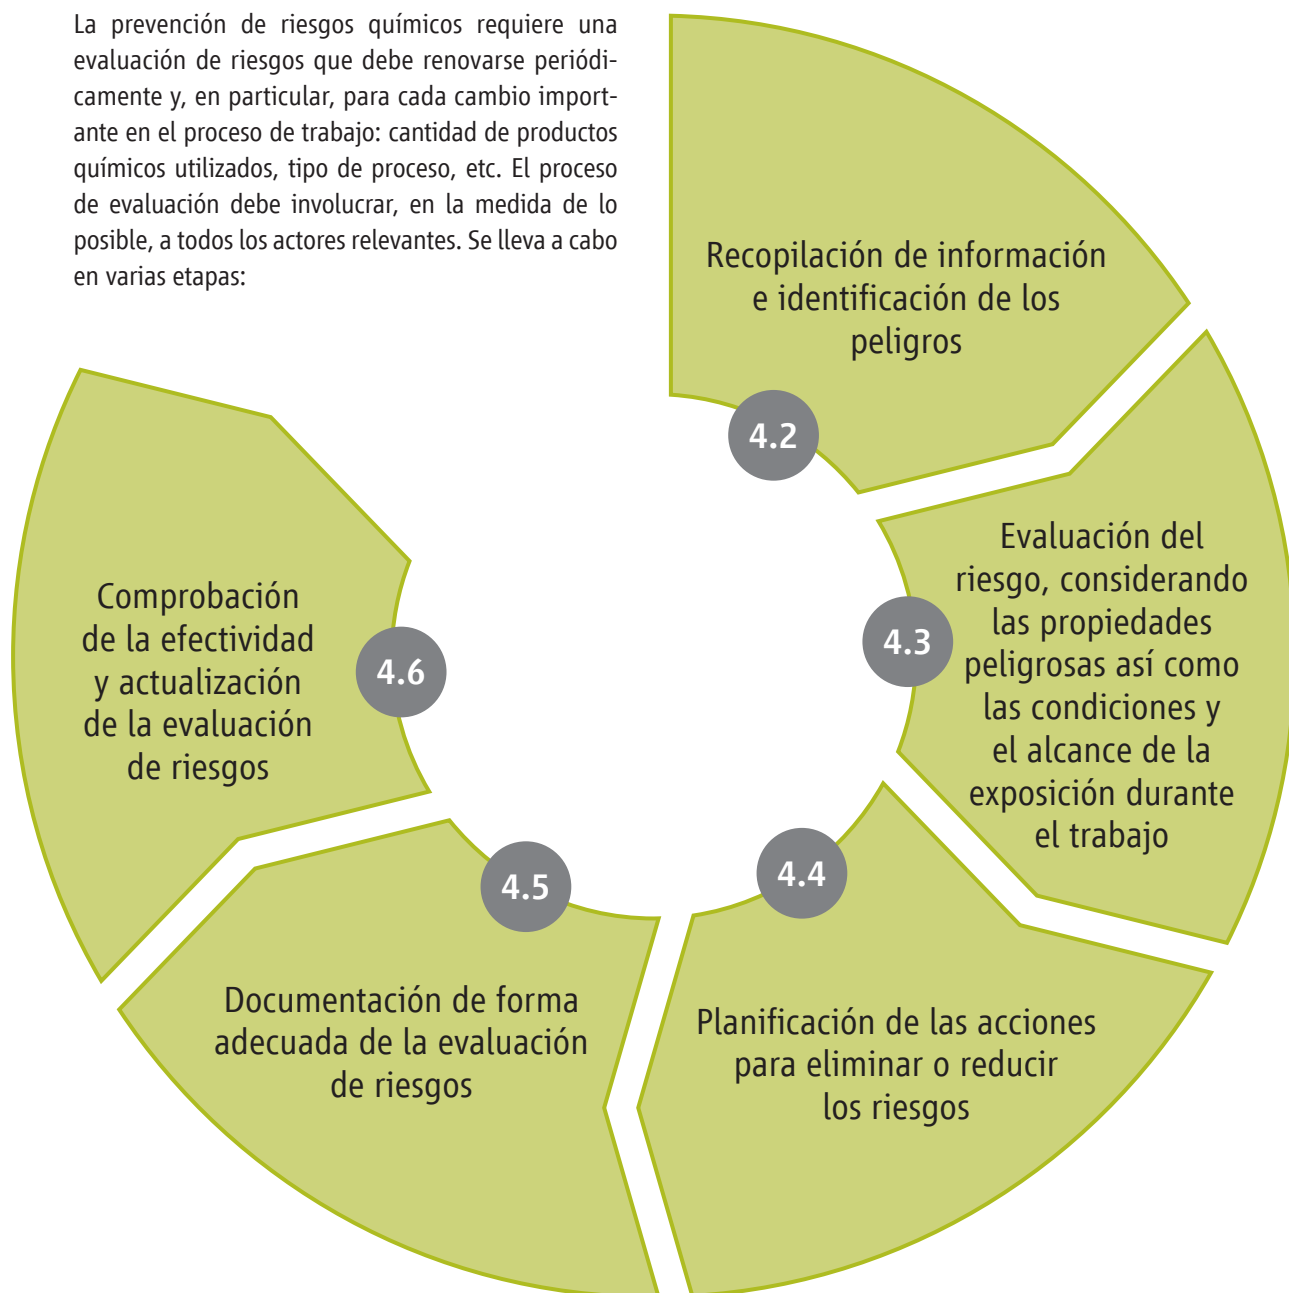 La prevención de riesgos químicos requiere una
evaluación de riesgos que debe renovarse periódi-
camente y, en particular, para cada cambio import-
ante en el proceso de trabajo: cantidad de productos
químicos utilizados, tipo de proceso, etc. El proceso
de evaluación debe involucrar, en la medida de lo
posible, a todos los actores relevantes. Se lleva a cabo
en varias etapas:
Recopilación de información
e identificación de los
peligros
4.2
Evaluación del
riesgo, considerando
las propiedades
peligrosas así como
las condiciones y
el alcance de la
exposición durante
el trabajo
4.3
Planificación de las acciones
para eliminar o reducir
los riesgos
4.4
Documentación de forma
adecuada de la evaluación
de riesgos
4.5
Comprobación
de la efectividad
y actualización
de la evaluación
de riesgos
4.6